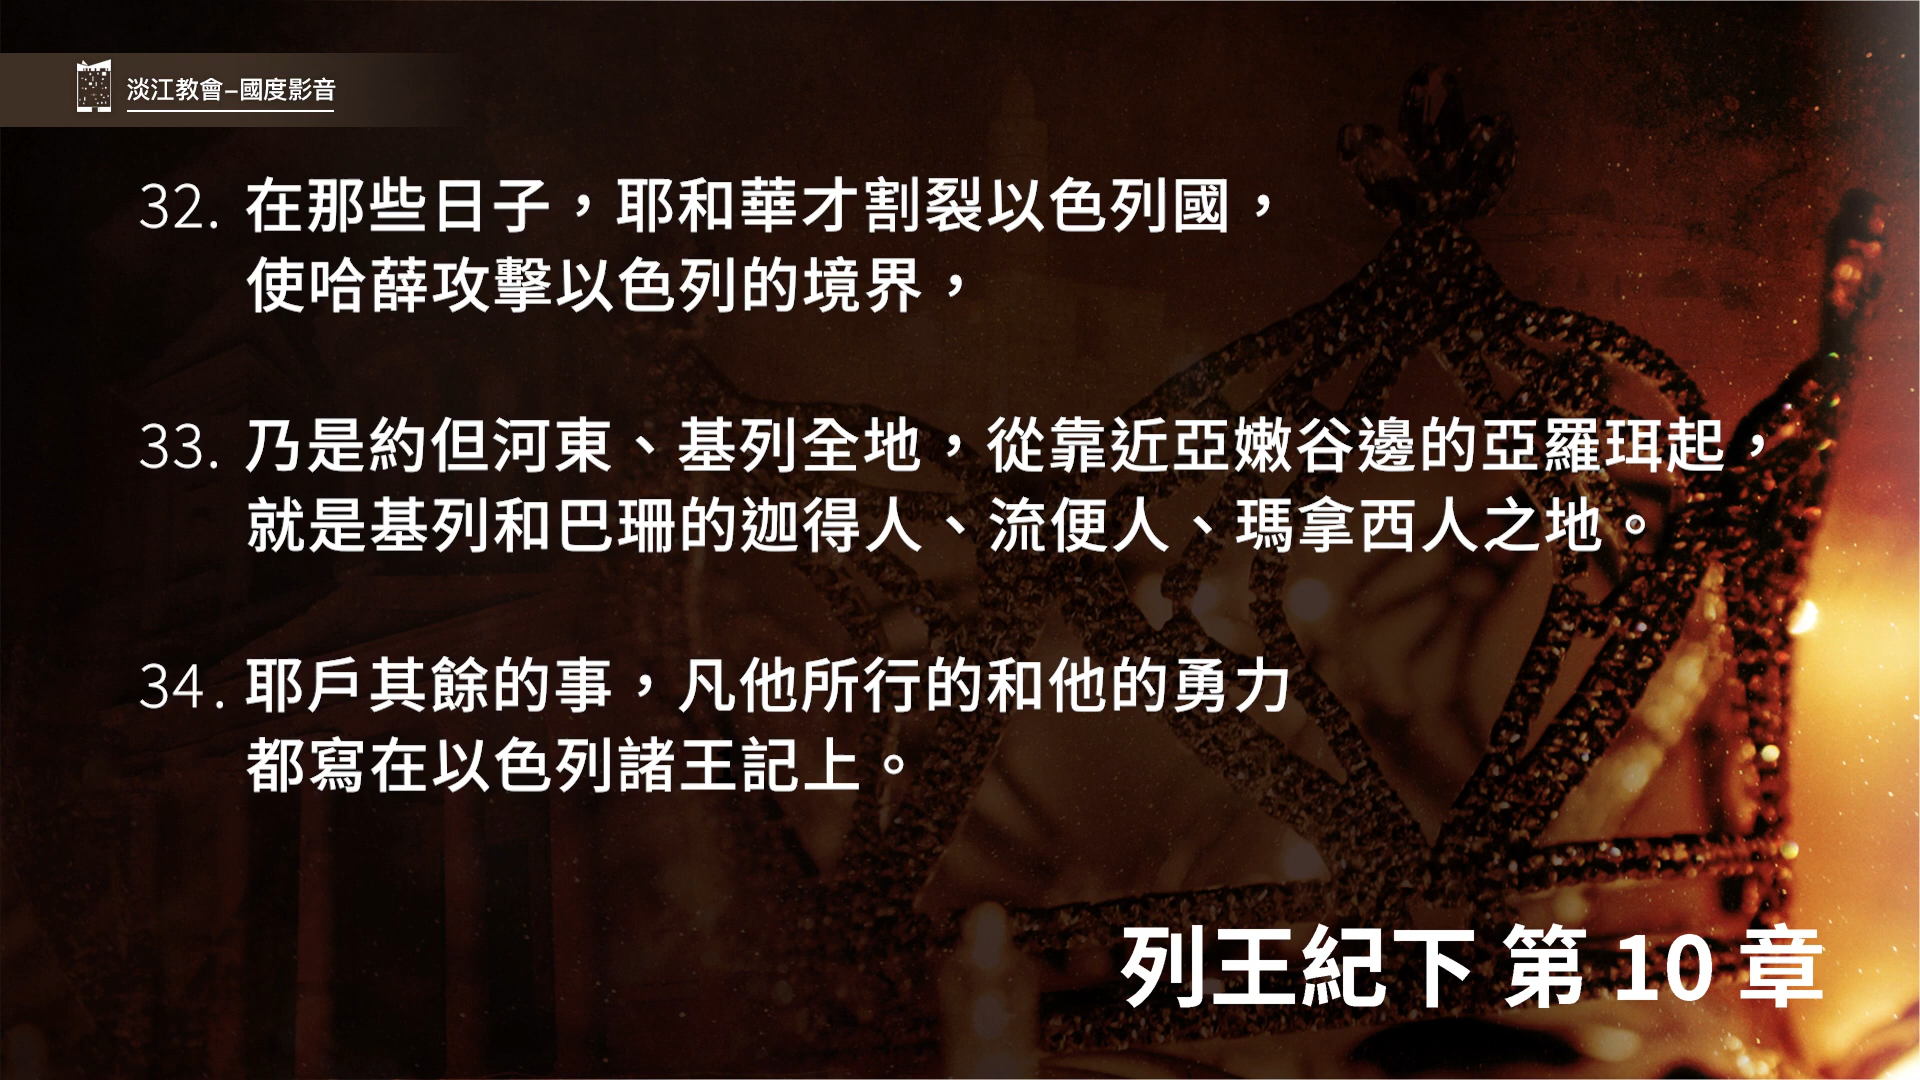 淡江教會–國度影音
32. 在那些日子，耶和華才割裂以色列國，
使哈薛攻擊以色列的境界，
33. 乃是約但河東、基列全地，從靠近亞嫩谷邊的亞羅珥起，
就是基列和巴珊的迦得人、流便人、瑪拿西人之地。
34. 耶戶其餘的事，凡他所行的和他的勇力
都寫在以色列諸王記上。
列王紀下 第 10 章